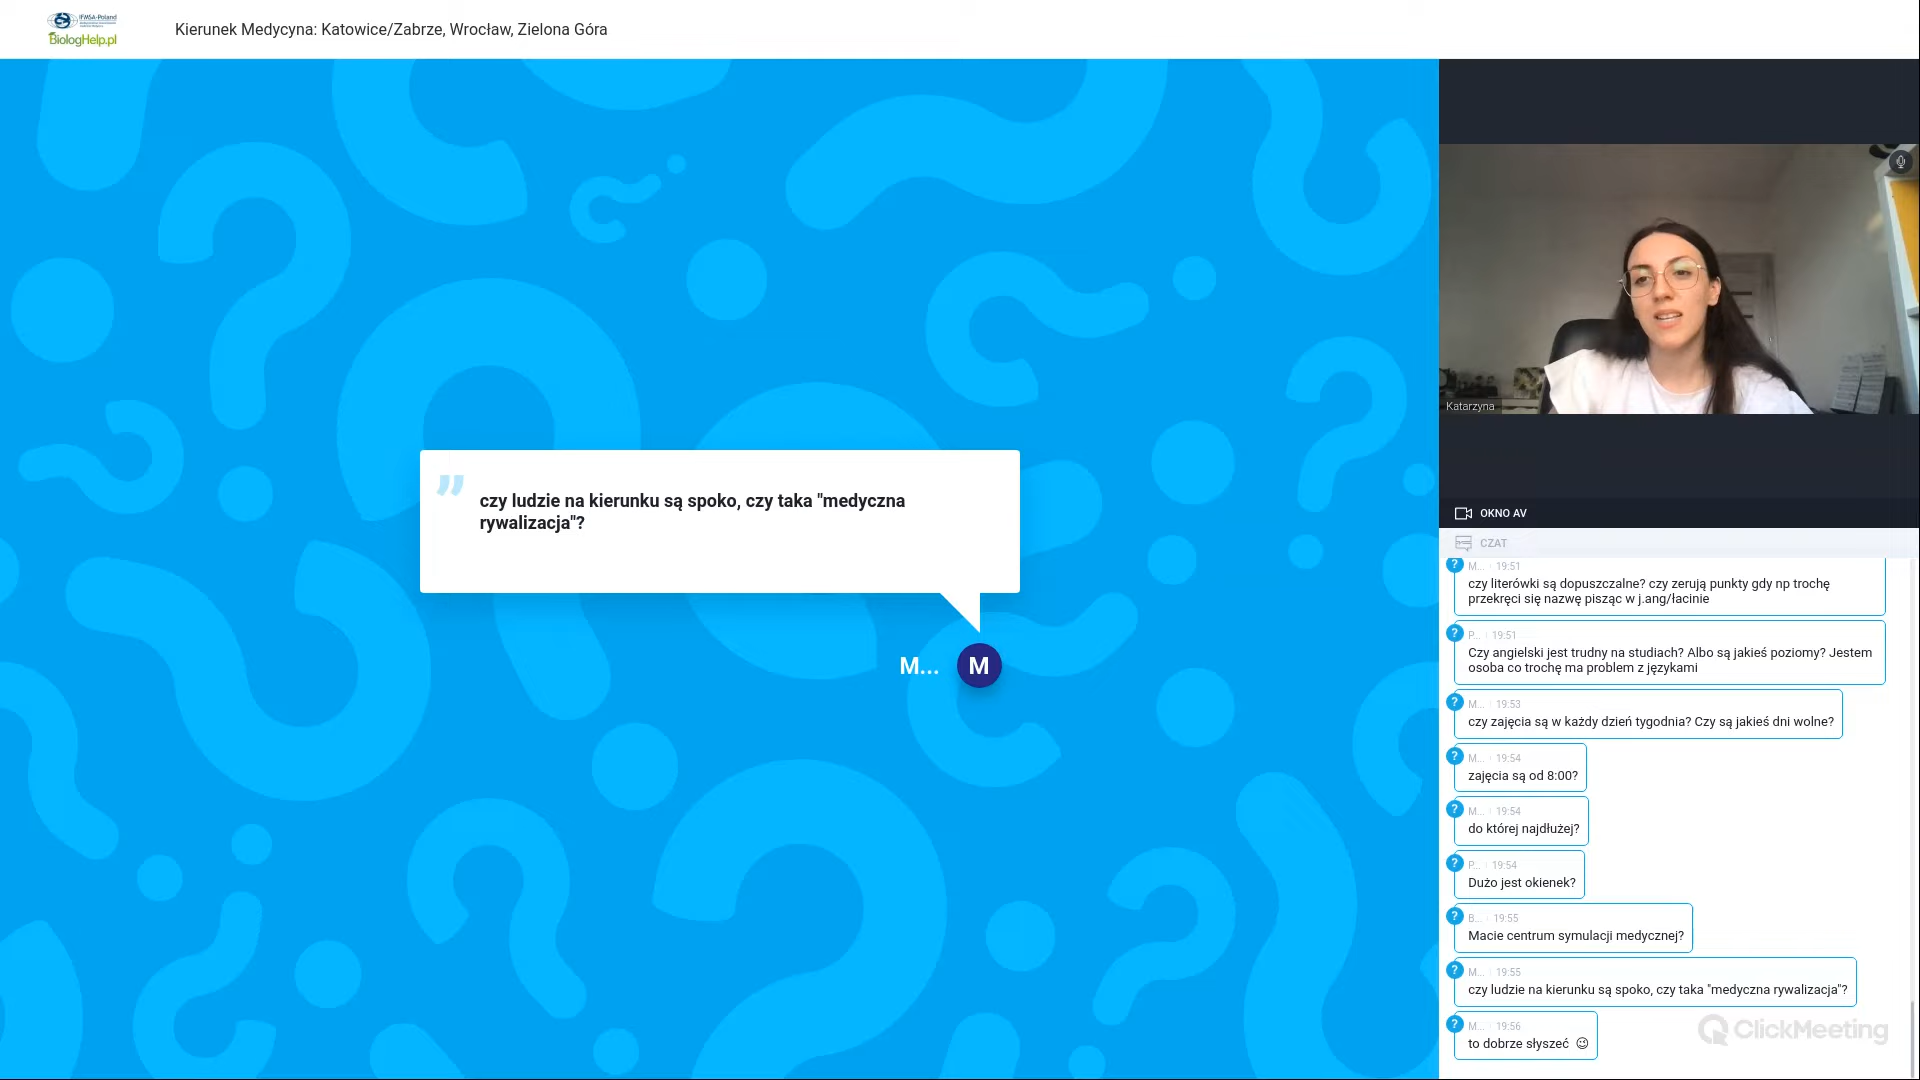 IFMSA-Poland
BiologHelp.pl
Kierunek Medycyna: Katowice/Zabrze, Wrocław, Zielona Góra
czy ludzie na kierunku są spoko, czy taka "medyczna
rywalizacja"?
M...
M
Katarzyna
OKNO AV
CZAT
? M... 19:51
czy literówki są dopuszczalne? czy zerują punkty gdy np trochę
przekręci się nazwę pisząc w j.ang/łacinie
? P... 19:51
Czy angielski jest trudny na studiach? Albo są jakieś poziomy? Jestem
osoba co trochę ma problem z językami
? M... 19:53
czy zajęcia są w każdy dzień tygodnia? Czy są jakieś dni wolne?
? M... 19:54
zajęcia są od 8:00?
? M... 19:54
do której najdłużej?
? P... 19:54
Dużo jest okienek?
? B... 19:55
Macie centrum symulacji medycznej?
? M... 19:55
czy ludzie na kierunku są spoko, czy taka "medyczna rywalizacja"?
? M... 19:56
to dobrze słyszeć 😉
ClickMeeting